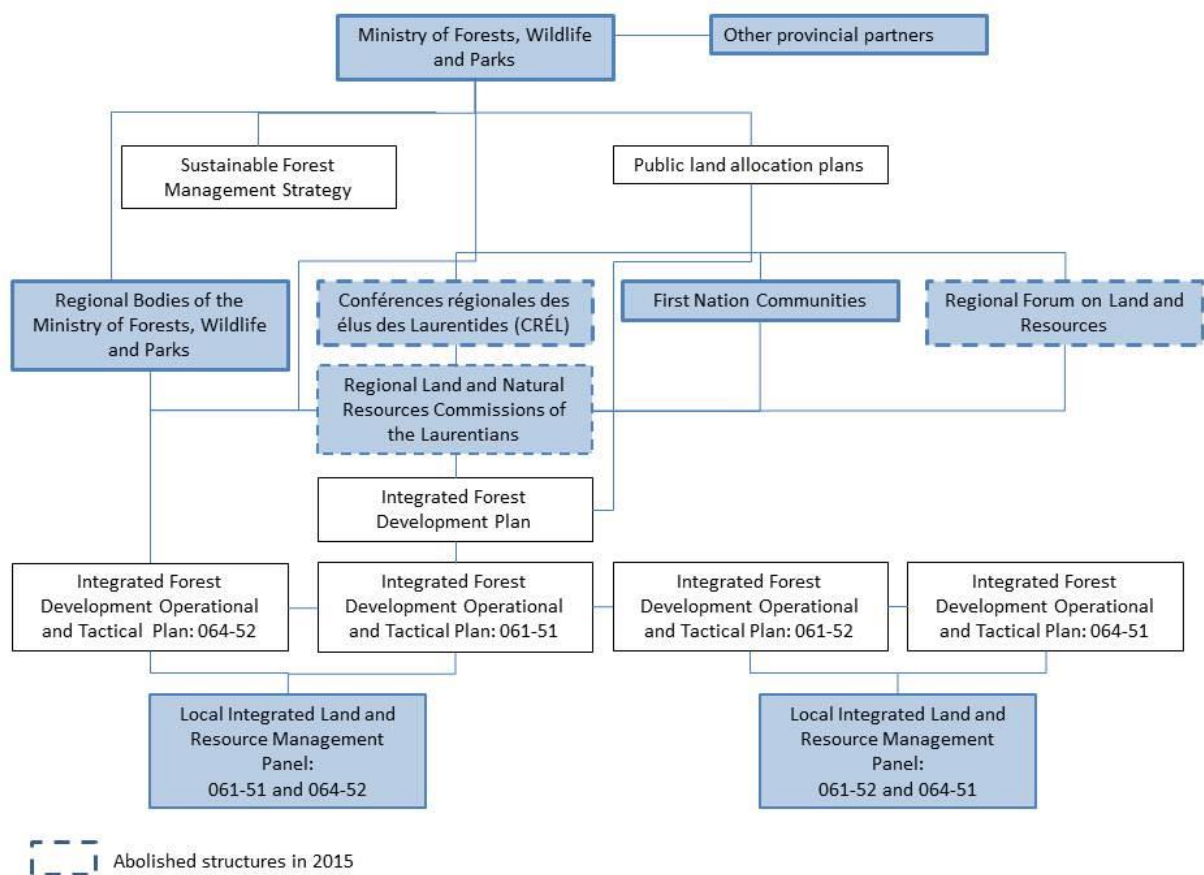 Ministry of Forests, Wildlife
and Parks
Other provincial partners
Sustainable Forest
Management Strategy
Public land allocation plans
Regional Bodies of the
Ministry of Forests, Wildlife
and Parks
Conférences régionales des
élus des Laurentides (CRÉL)
First Nation Communities
Regional Forum on Land and
Resources
Regional Land and Natural
Resources Commissions of
the Laurentians
Integrated Forest
Development Plan
Integrated Forest
Development Operational
and Tactical Plan: 064-52
Integrated Forest
Development Operational
and Tactical Plan: 061-51
Integrated Forest
Development Operational
and Tactical Plan: 061-52
Integrated Forest
Development Operational
and Tactical Plan: 064-51
Local Integrated Land and
Resource Management
Panel:
061-51 and 064-52
Local Integrated Land and
Resource Management
Panel:
061-52 and 064-51
Abolished structures in 2015